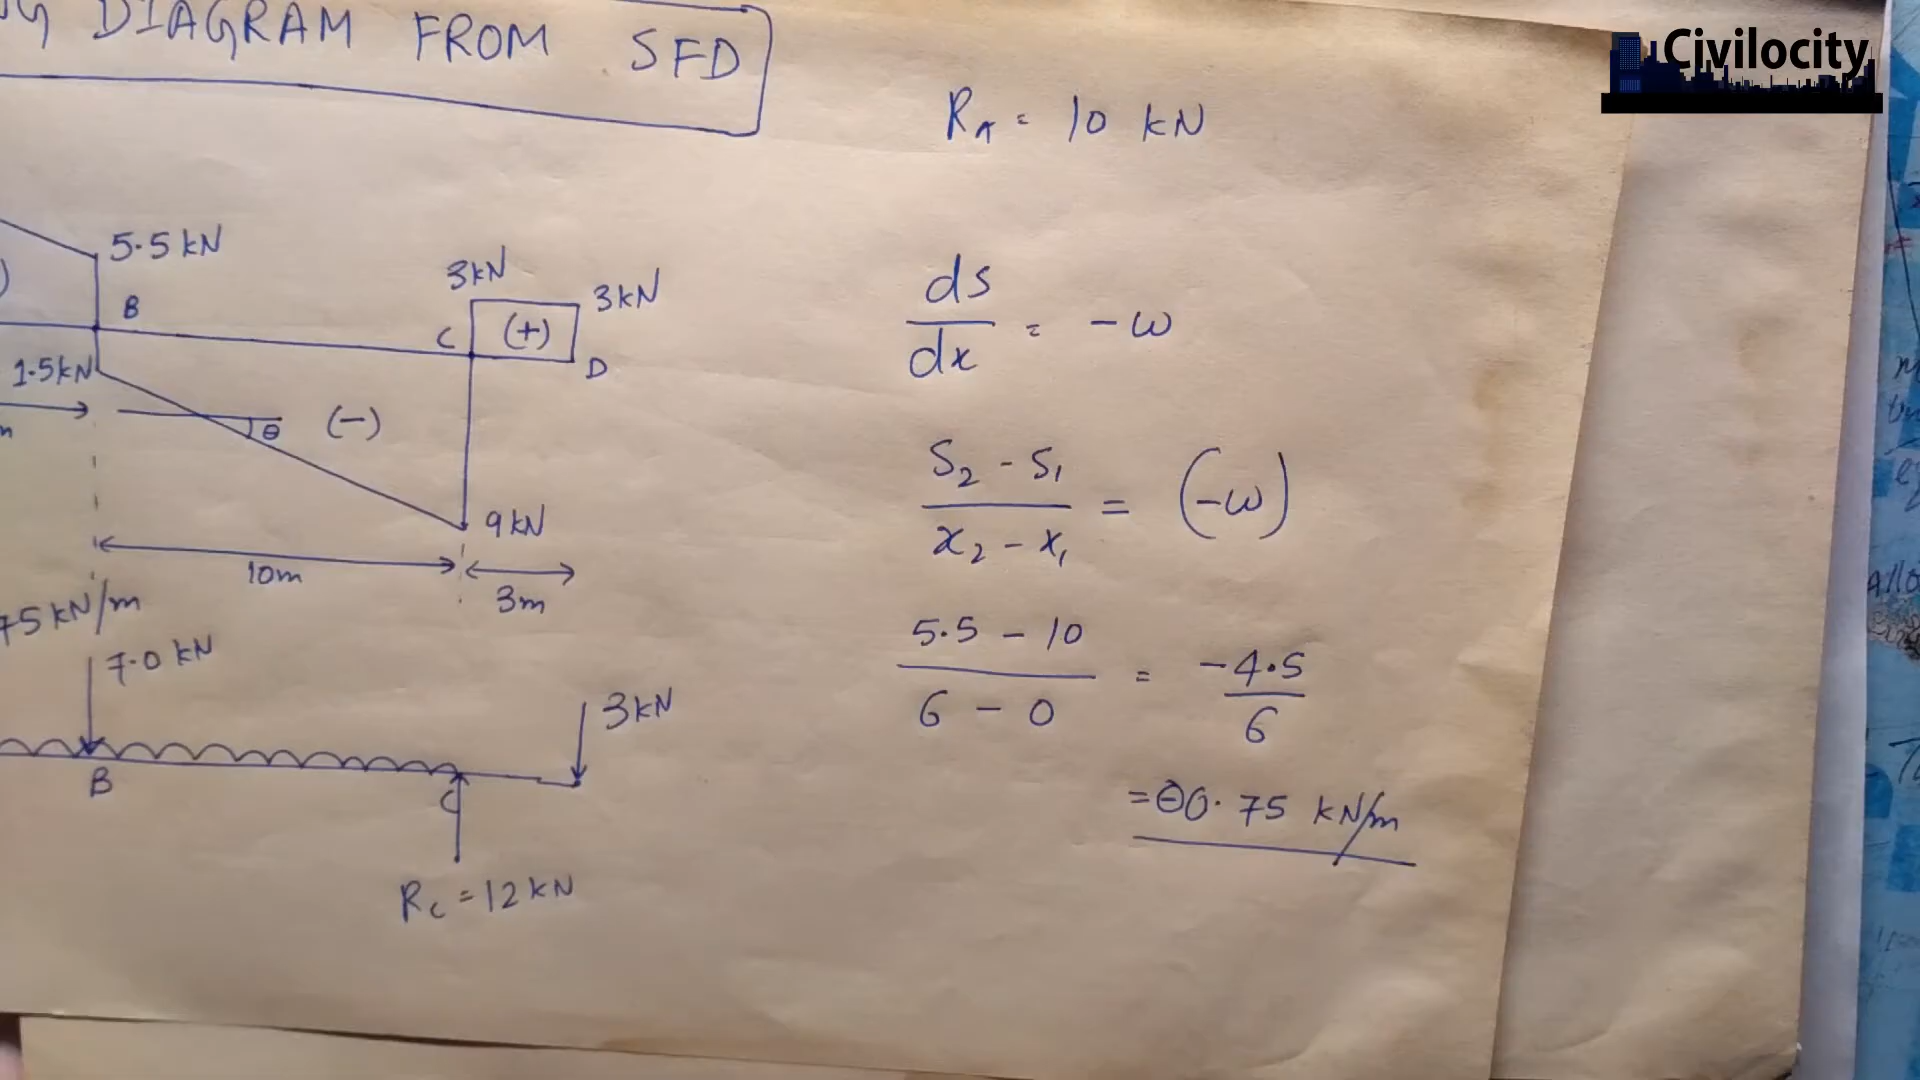 DIAGRAM FROM SFD
Civilocity
RA = 10 kN
5.5 kN
B
3kN
3kN
C
(+)
D
1.5kN
θ
(-)
9 kN
10m
3m
75 kN/m
7.0 kN
3kN
B
C
Rc = 12 kN
ds
dx
= -ω
S2 - S1
x2 - x1
= (-ω)
5.5 - 10
6 - 0
= -4.5
6
= ⊖0.75 kN/m